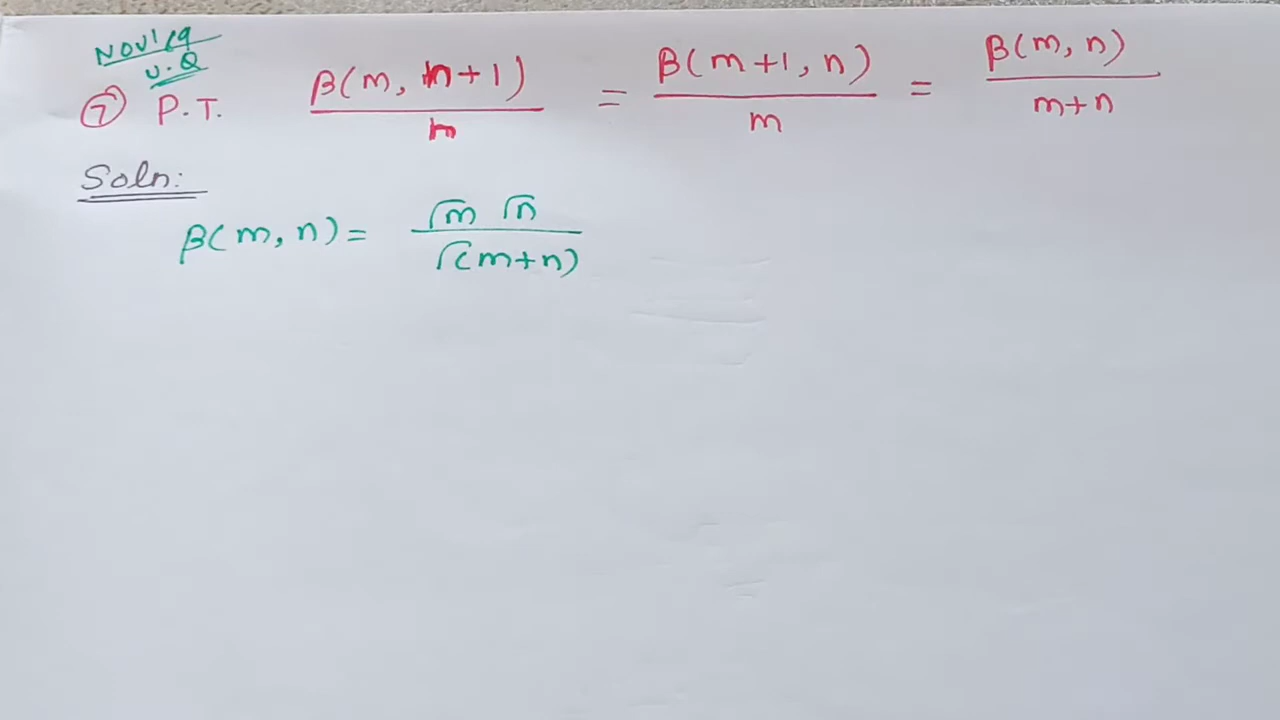 NOV'19
U.Q
7) P.T. β(m, n+1)/n = β(m+1, n)/m = β(m, n)/m+n
Soln:
β(m, n) = Γm Γn/Γ(m+n)